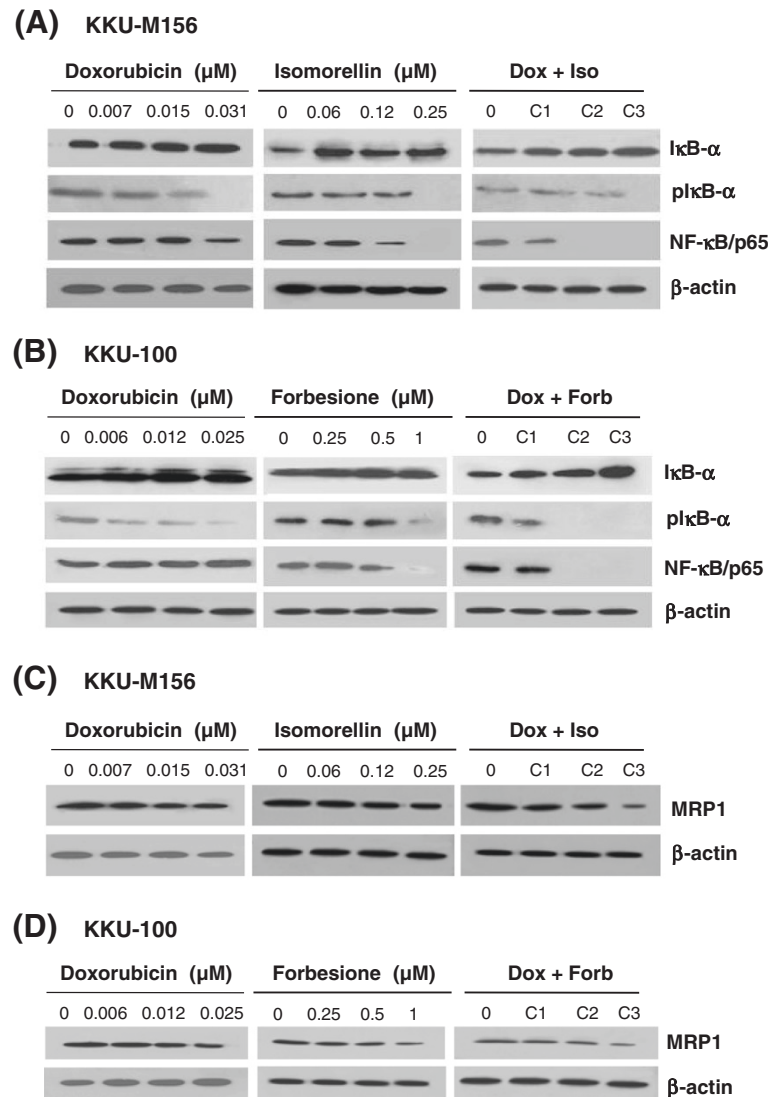 (A) KKU-M156
Doxorubicin (µM) Isomorellin (µM) Dox + Iso
0 0.007 0.015 0.031 0 0.06 0.12 0.25 0 C1 C2 C3
IκB-α
pIκB-α
NF-κB/p65
β-actin
(B) KKU-100
Doxorubicin (µM) Forbesione (µM) Dox + Forb
0 0.006 0.012 0.025 0 0.25 0.5 1 0 C1 C2 C3
IκB-α
pIκB-α
NF-κB/p65
β-actin
(C) KKU-M156
Doxorubicin (µM) Isomorellin (µM) Dox + Iso
0 0.007 0.015 0.031 0 0.06 0.12 0.25 0 C1 C2 C3
MRP1
β-actin
(D) KKU-100
Doxorubicin (µM) Forbesione (µM) Dox + Forb
0 0.006 0.012 0.025 0 0.25 0.5 1 0 C1 C2 C3
MRP1
β-actin